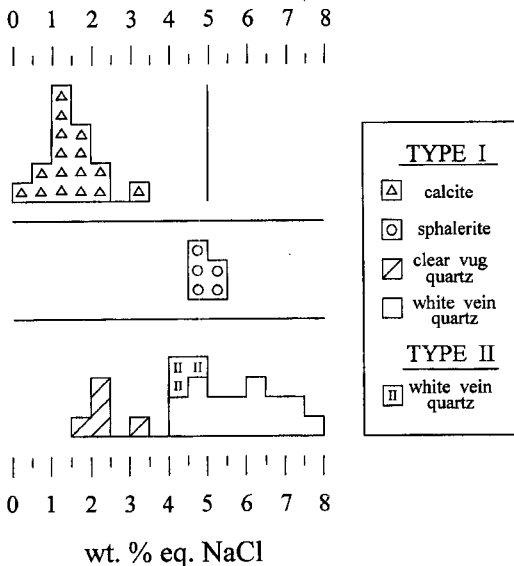 0 1 2 3 4 5 6 7 8
TYPE I
calcite
sphalerite
clear vug
quartz
white vein
quartz
TYPE II
II white vein
quartz
II II
II
0 1 2 3 4 5 6 7 8
wt. % eq. NaCl